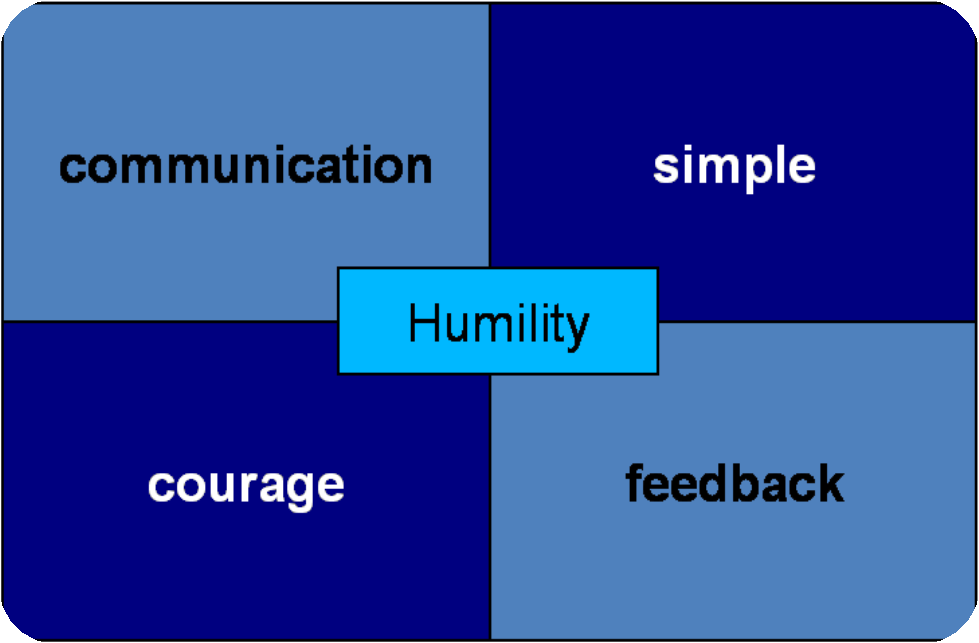 communication
simple
Humility
courage
feedback